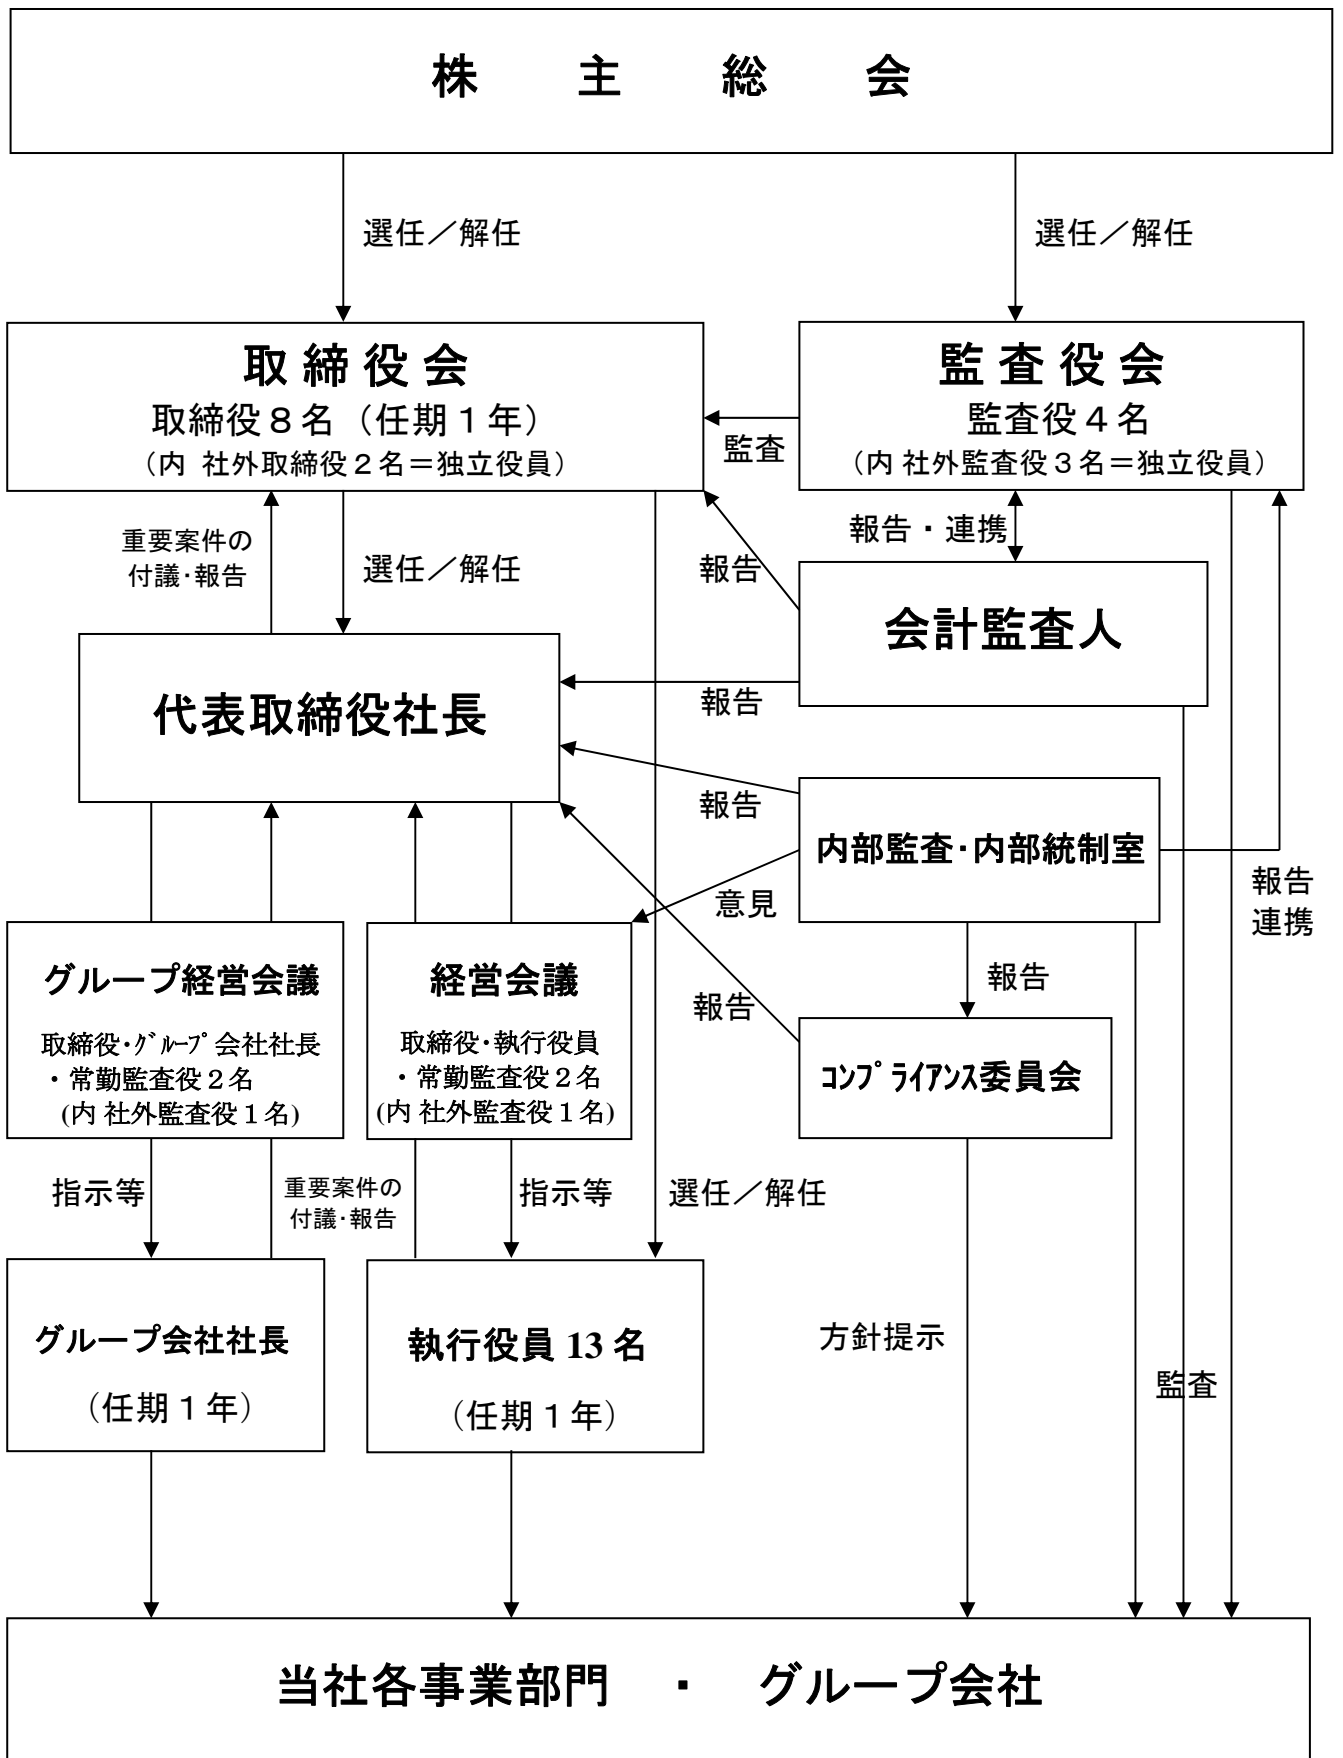 株主総会
選任／解任
選任／解任
取締役会
取締役８名（任期１年）
（内 社外取締役２名＝独立役員）
監査
監査役会
監査役４名
（内 社外監査役３名＝独立役員）
重要案件の
付議･報告
選任／解任
報告
報告・連携
会計監査人
代表取締役社長
報告
報告
内部監査･内部統制室
報告
連携
意見
グループ経営会議
取締役･ｸﾞﾙｰﾌﾟ会社社長
・常勤監査役２名
(内 社外監査役１名)
経営会議
取締役･執行役員
・常勤監査役２名
(内 社外監査役１名)
報告
報告
ｺﾝﾌﾟﾗｲｱﾝｽ委員会
指示等
重要案件の
付議･報告
指示等
選任／解任
グループ会社社長
（任期１年）
執行役員 13 名
（任期１年）
方針提示
監査
当社各事業部門 ・ グループ会社